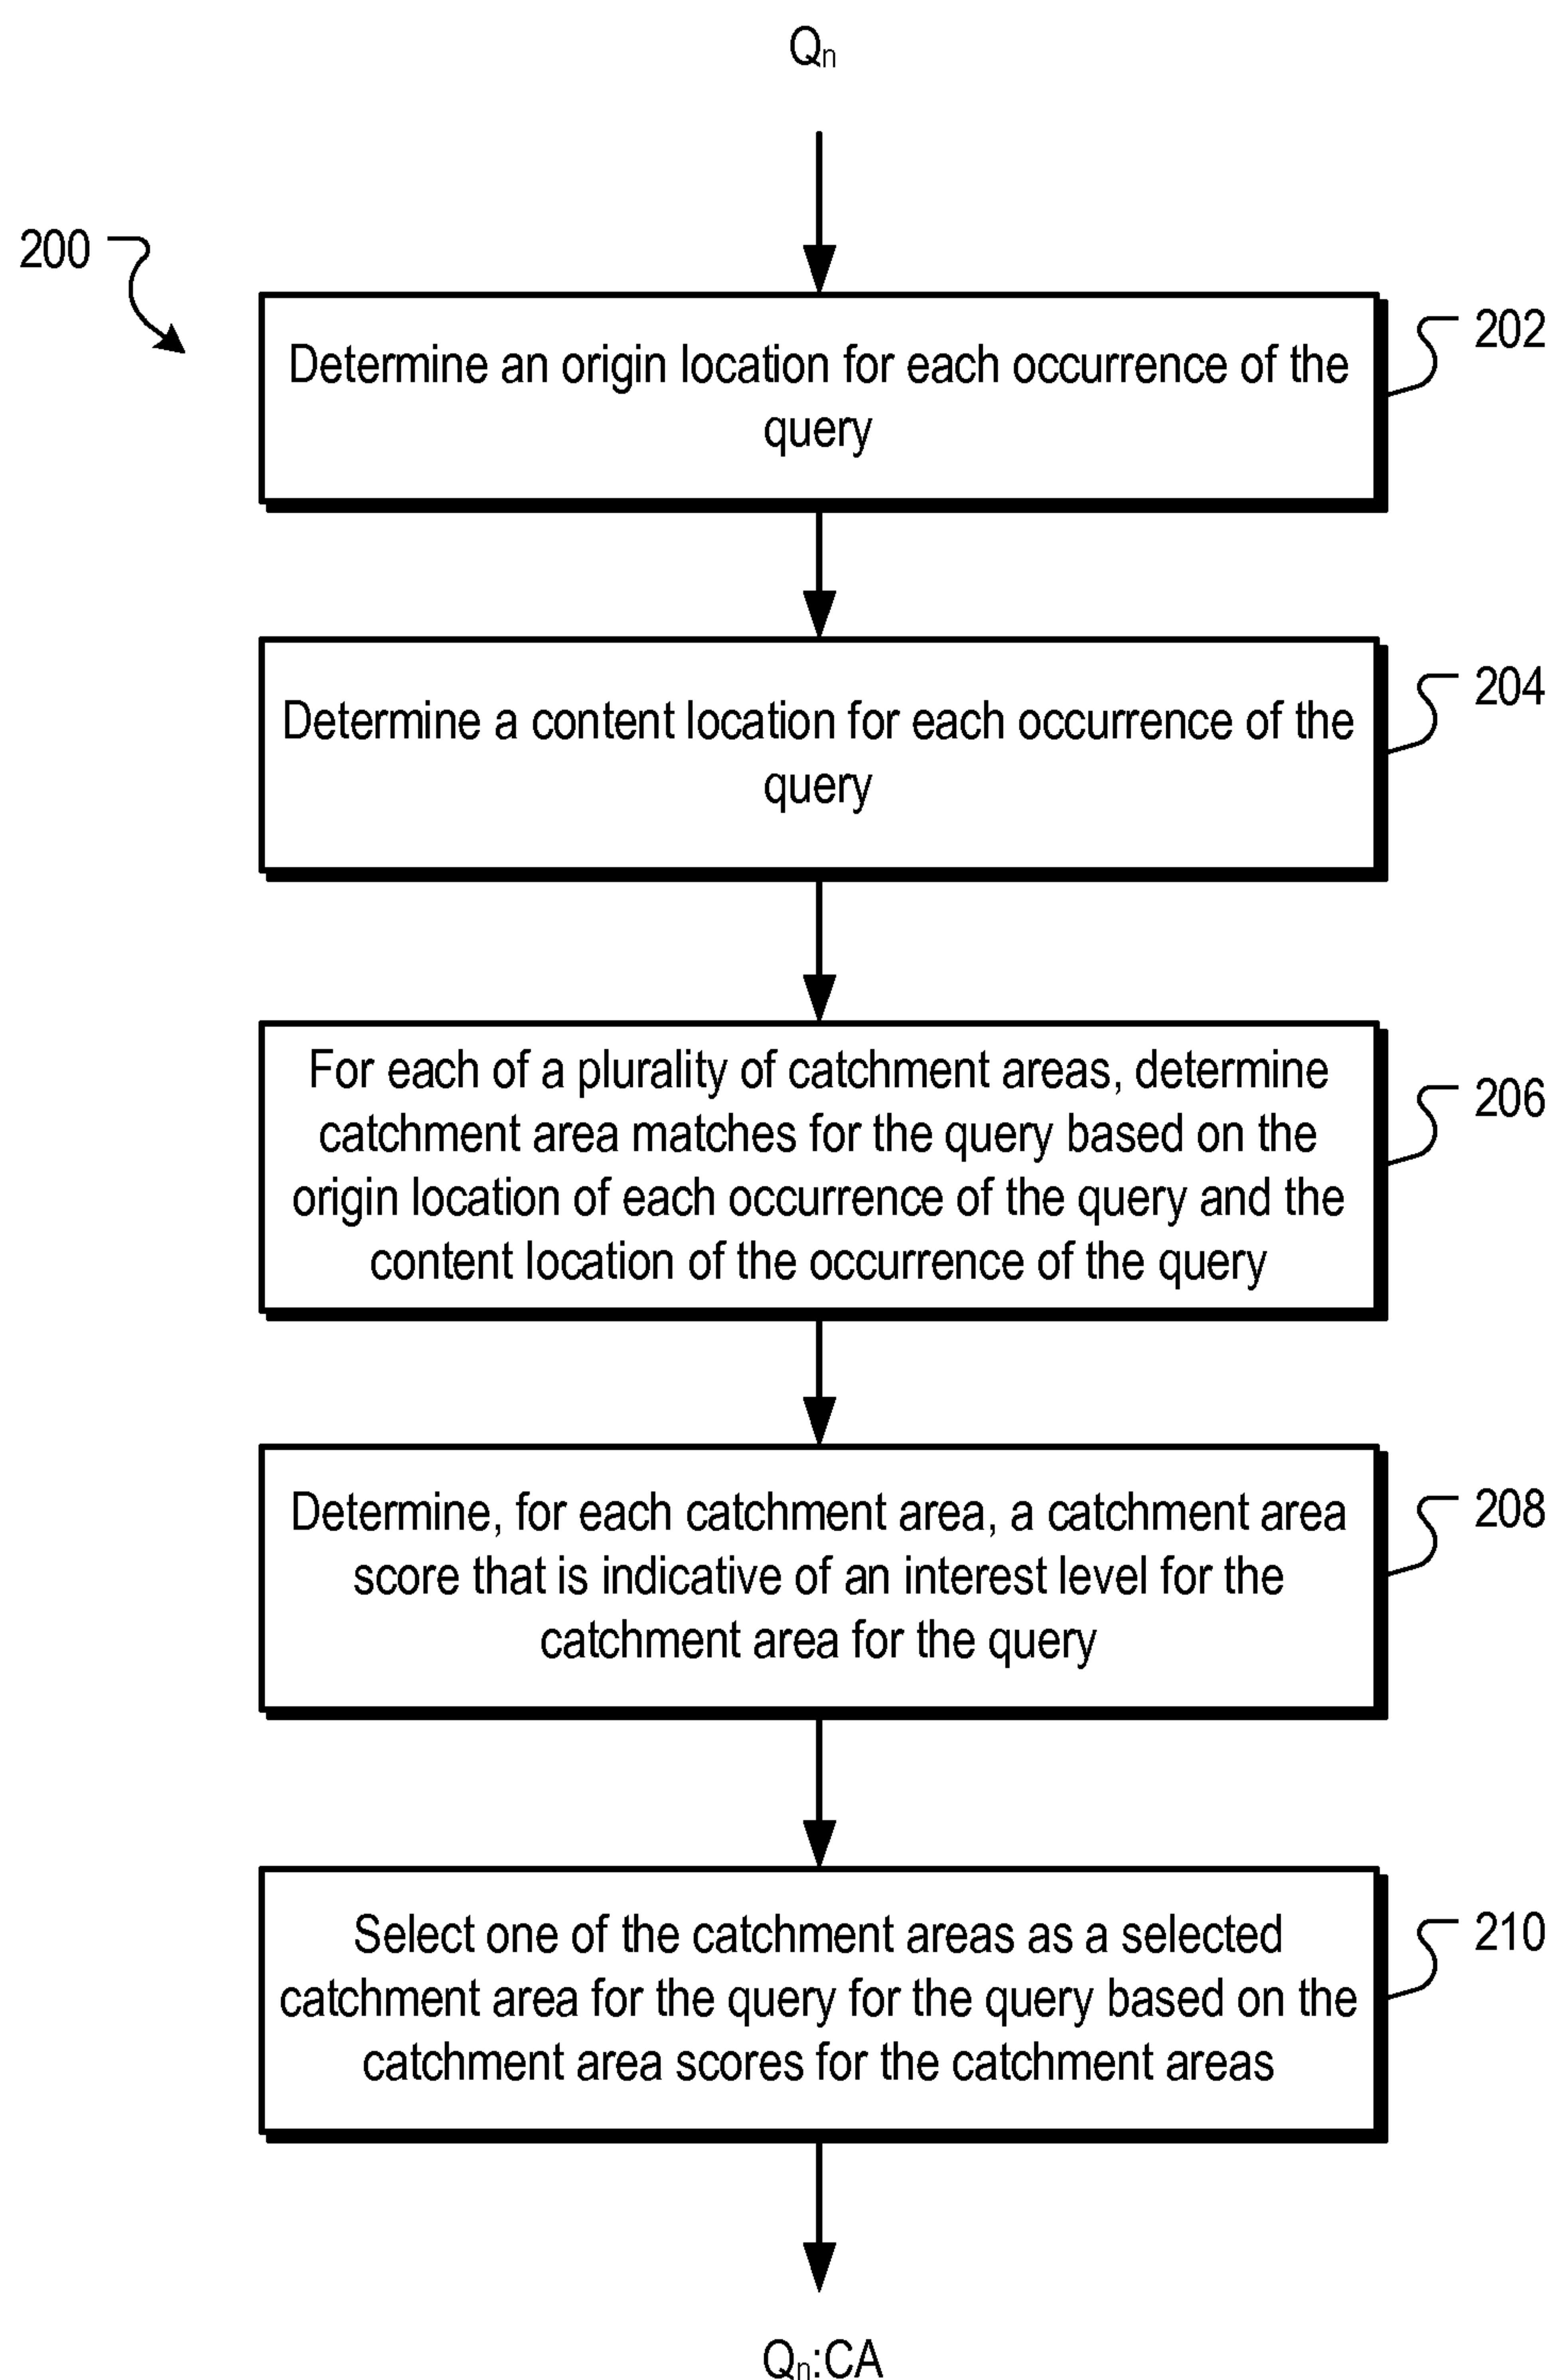 Qn
200
Determine an origin location for each occurrence of the
query
202
Determine a content location for each occurrence of the
query
204
For each of a plurality of catchment areas, determine
catchment area matches for the query based on the
origin location of each occurrence of the query and the
content location of the occurrence of the query
206
Determine, for each catchment area, a catchment area
score that is indicative of an interest level for the
catchment area for the query
208
Select one of the catchment areas as a selected
catchment area for the query for the query based on the
catchment area scores for the catchment areas
210
Qn:CA